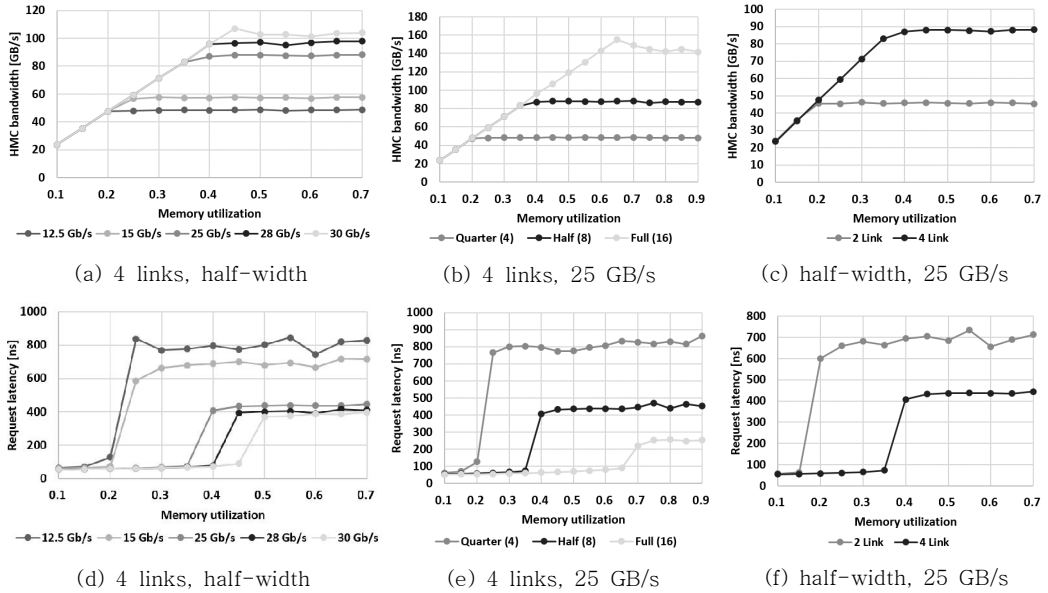 HMC bandwidth [GB/s]
120
100
80
60
40
20
0
0.1 0.2 0.3 0.4 0.5 0.6 0.7
Memory utilization
12.5 Gb/s 15 Gb/s 25 Gb/s 28 Gb/s 30 Gb/s
(a) 4 links, half-width
HMC bandwidth [GB/s]
180
160
140
120
100
80
60
40
20
0
0.1 0.2 0.3 0.4 0.5 0.6 0.7 0.8 0.9
Memory utilization
Quarter (4) Half (8) Full (16)
(b) 4 links, 25 GB/s
HMC bandwidth [GB/s]
100
90
80
70
60
50
40
30
20
10
0
0.1 0.2 0.3 0.4 0.5 0.6 0.7
Memory utilization
2 Link 4 Link
(c) half-width, 25 GB/s
Request latency [ns]
1000
800
600
400
200
0
0.1 0.2 0.3 0.4 0.5 0.6 0.7
Memory utilization
12.5 Gb/s 15 Gb/s 25 Gb/s 28 Gb/s 30 Gb/s
(d) 4 links, half-width
Request latency [ns]
1000
900
800
700
600
500
400
300
200
100
0
0.1 0.2 0.3 0.4 0.5 0.6 0.7 0.8 0.9
Memory utilization
Quarter (4) Half (8) Full (16)
(e) 4 links, 25 GB/s
Request latency [ns]
800
700
600
500
400
300
200
100
0
0.1 0.2 0.3 0.4 0.5 0.6 0.7
Memory utilization
2 Link 4 Link
(f) half-width, 25 GB/s